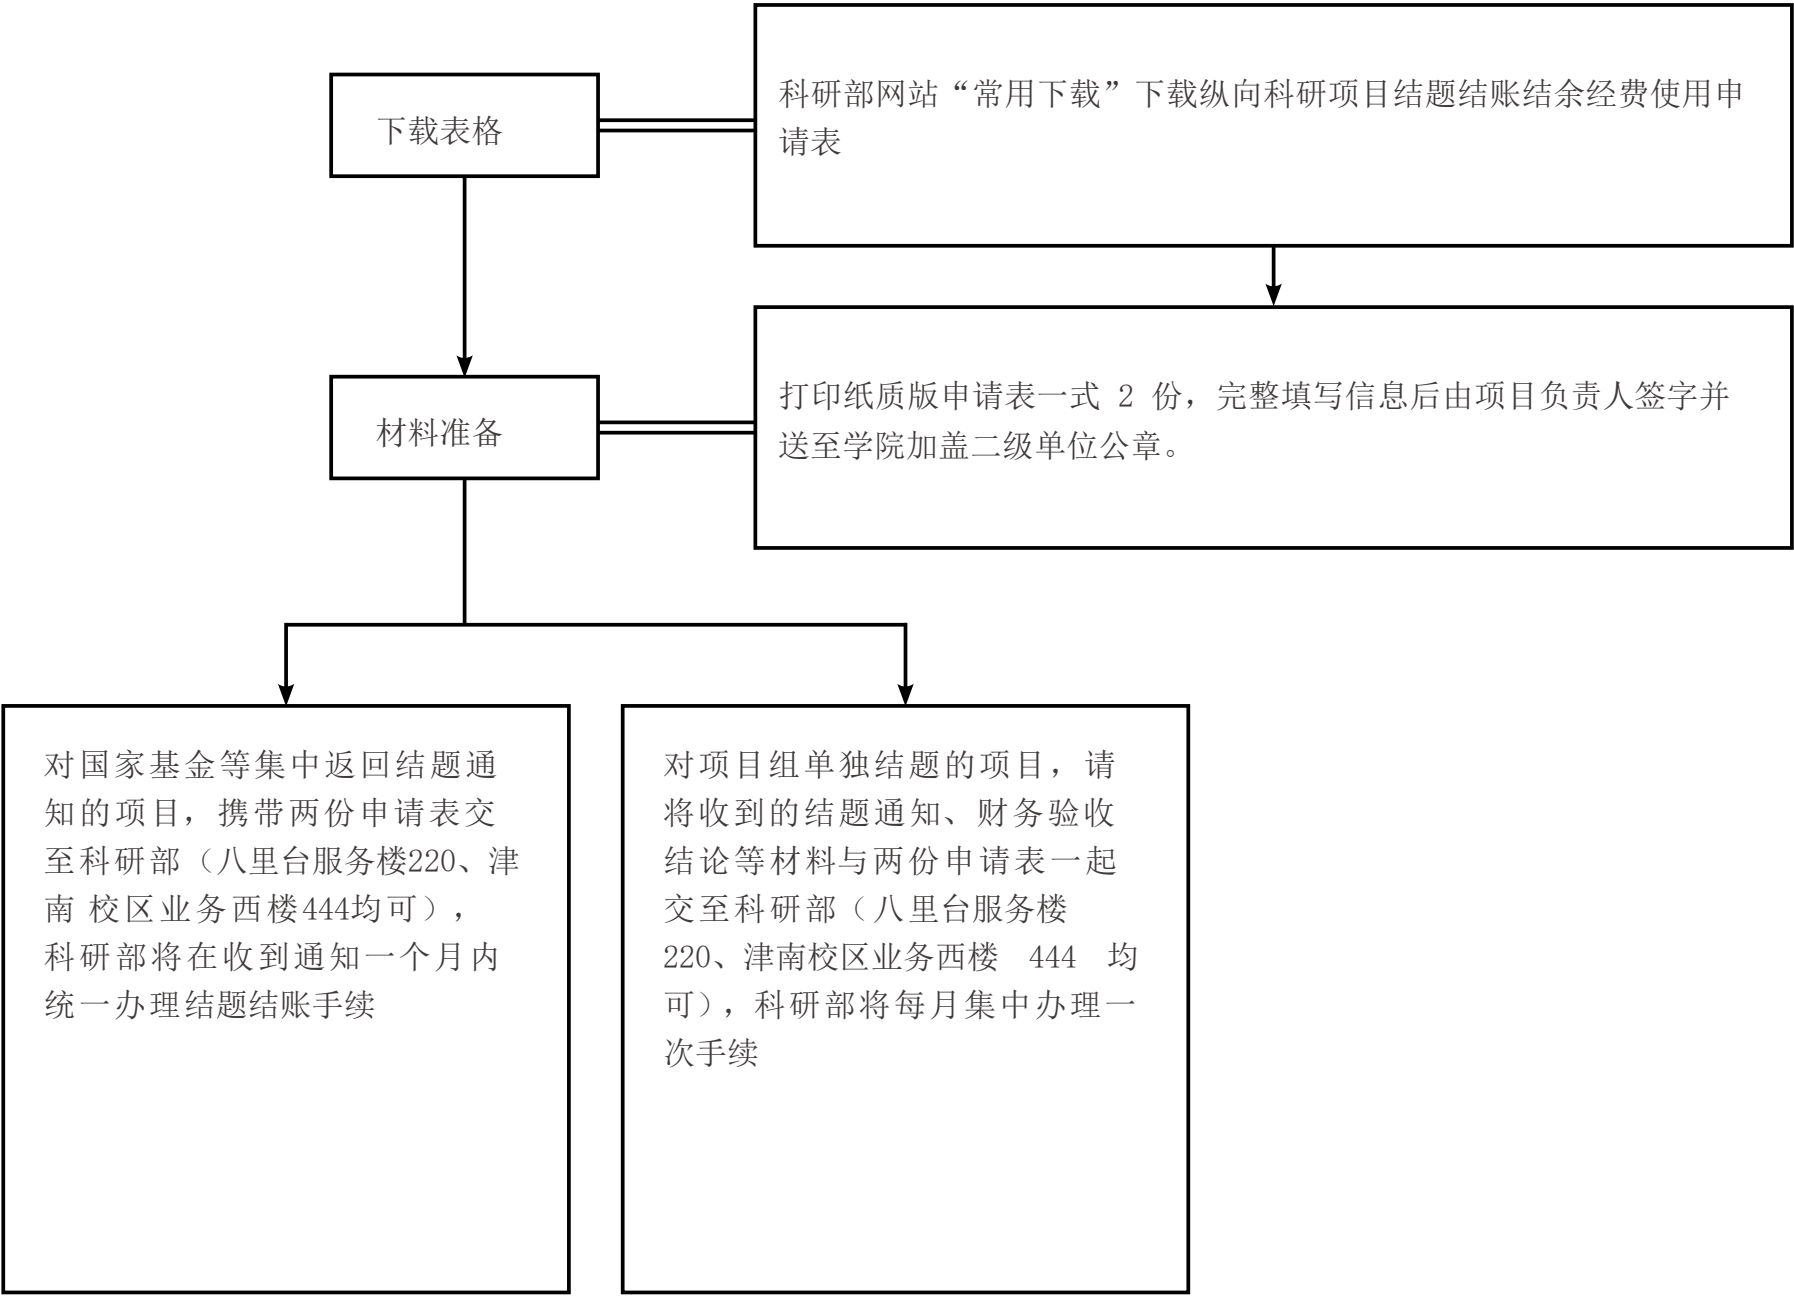 下载表格
科研部网站“常用下载”下载纵向科研项目结题结账结余经费使用申
请表
材料准备
打印纸质版申请表一式 2 份，完整填写信息后由项目负责人签字并
送至学院加盖二级单位公章。
对国家基金等集中返回结题通
知的项目，携带两份申请表交
至科研部（八里台服务楼220、津
南 校区业务西楼444均可），
科研部将在收到通知一个月内
统一办理结题结账手续
对项目组单独结题的项目，请
将收到的结题通知、财务验收
结论等材料与两份申请表一起
交至科研部（八里台服务楼
220、津南校区业务西楼 444 均
可），科研部将每月集中办理一
次手续